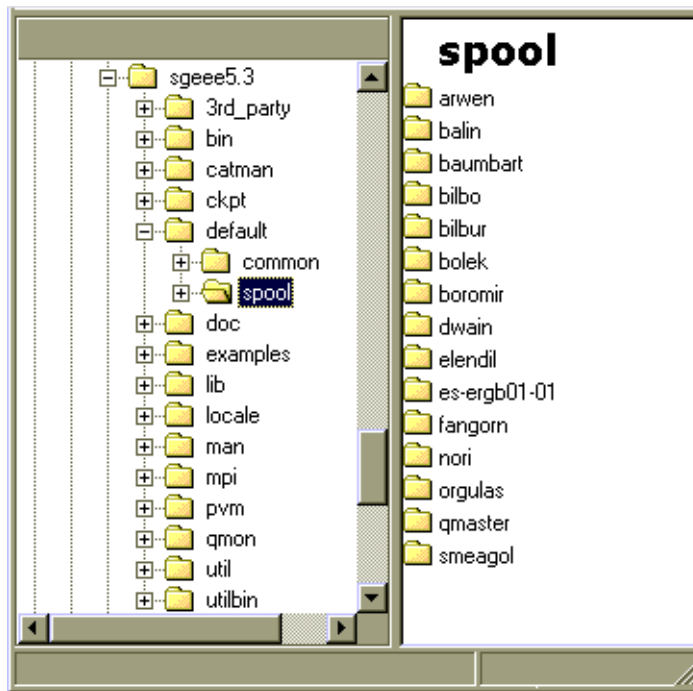 sgeee5.3
3rd_party
bin
catman
ckpt
default
common
spool
doc
examples
lib
locale
man
mpi
pvm
qmon
util
utilbin
spool
arwen
balin
baumbart
bilbo
bilbur
bolek
boromir
dwain
elendil
es-ergb01-01
fangorn
nori
orgulas
qmaster
smeagol